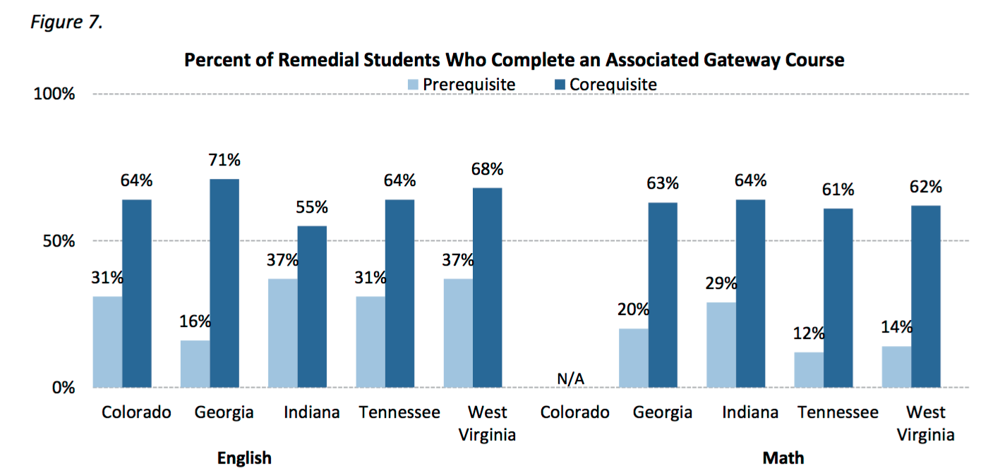 Figure 7.
Percent of Remedial Students Who Complete an Associated Gateway Course
Prerequisite Corequisite
100%
50%
0%
31% 64%
16% 71%
37% 55%
31% 64%
37% 68%
N/A
20% 63%
29% 64%
12% 61%
14% 62%
Colorado Georgia Indiana Tennessee West Colorado Georgia Indiana Tennessee West
Virginia Virginia
English Math